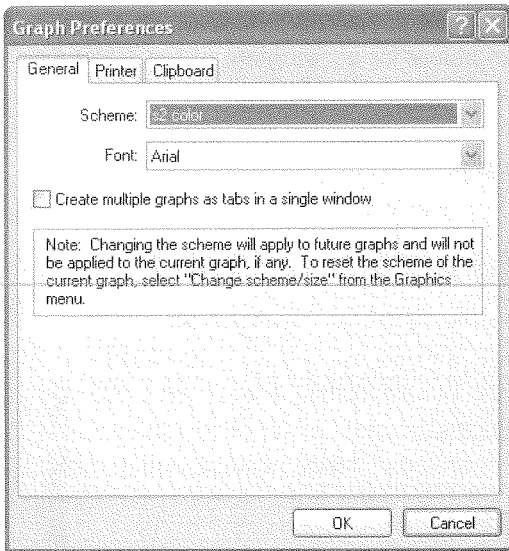 Graph Preferences
General Printer Clipboard
Scheme: s2 color
Font: Arial
Create multiple graphs as tabs in a single window
Note: Changing the scheme will apply to future graphs and will not
be applied to the current graph, if any. To reset the scheme of the
current graph, select "Change scheme/size" from the Graphics
menu.
OK Cancel